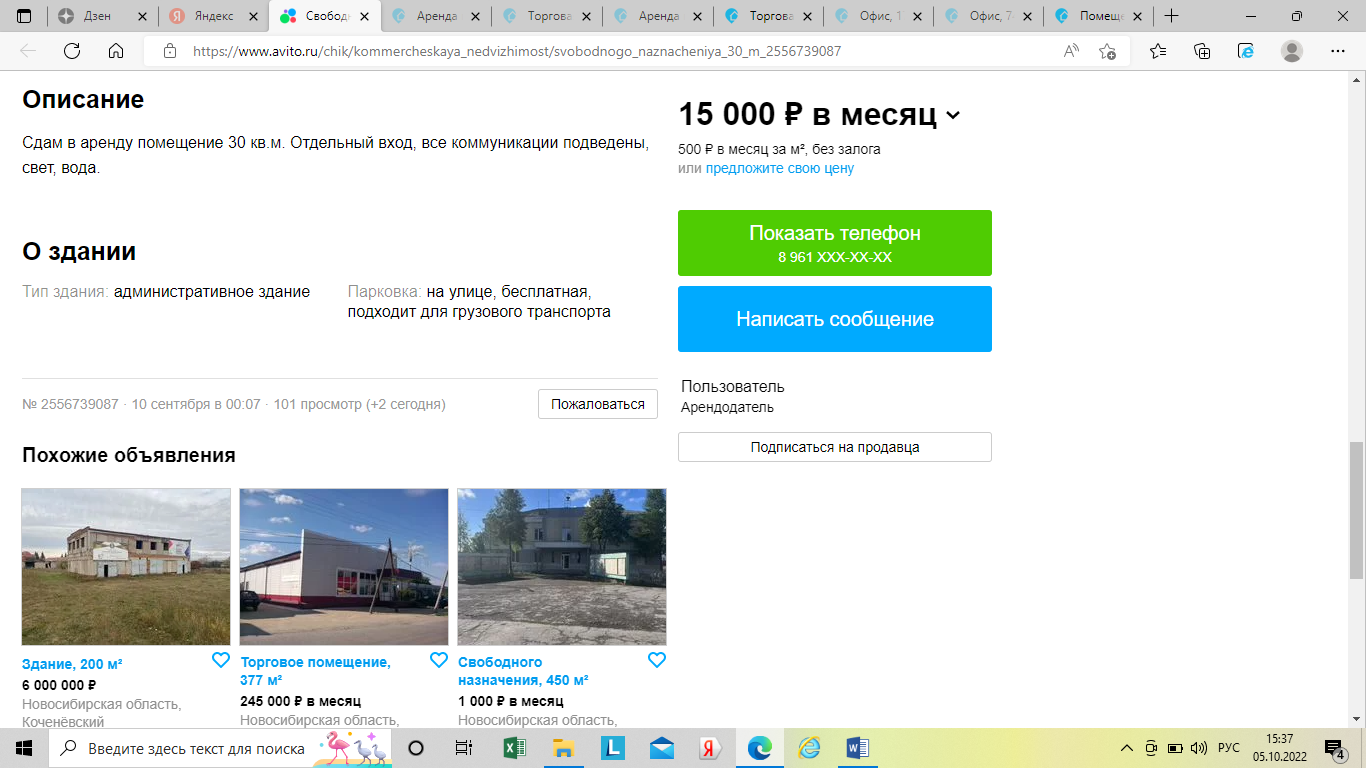 Дзен
Яндекс
Свободн
Аренда
Торгова
Аренда
Торгова
Офис, 1
Офис, 7
Помеще
https://www.avito.ru/chik/kommercheskaya_nedvizhimost/svobodnogo_naznacheniya_30_m_2556739087
Описание
Сдам в аренду помещение 30 кв.м. Отдельный вход, все коммуникации подведены,
свет, вода.
О здании
Тип здания: административное здание
Парковка: на улице, бесплатная,
подходит для грузового транспорта
№ 2556739087 · 10 сентября в 00:07 · 101 просмотр (+2 сегодня)
Пожаловаться
15 000 ₽ в месяц
500 ₽ в месяц за м², без залога
или предложите свою цену
Показать телефон
8 961 XXX-XX-XX
Написать сообщение
Пользователь
Арендодатель
Подписаться на продавца
Похожие объявления
Здание, 200 м²
6 000 000 ₽
Новосибирская область,
Коченёвский
Торговое помещение,
377 м²
245 000 ₽ в месяц
Новосибирская область,
Свободного
назначения, 450 м²
1 000 ₽ в месяц
Новосибирская область,
Введите здесь текст для поиска
РУС
15:37
05.10.2022
4